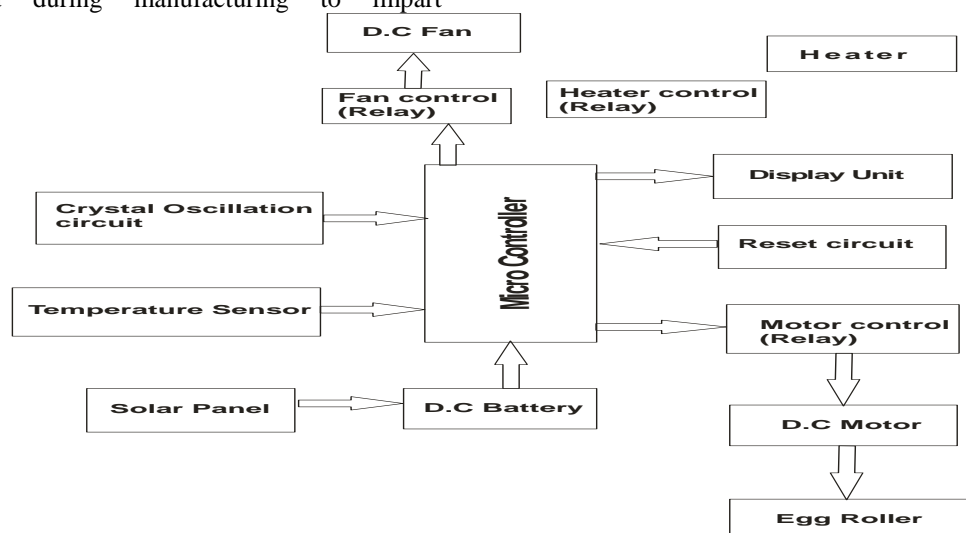 during manufacturing to impart
D.C Fan
Heater
Fan control
(Relay)
Heater control
(Relay)
Display Unit
Crystal Oscillation
circuit
Micro Controller
Reset circuit
Temperature Sensor
Motor control
(Relay)
Solar Panel
D.C Battery
D.C Motor
Egg Roller